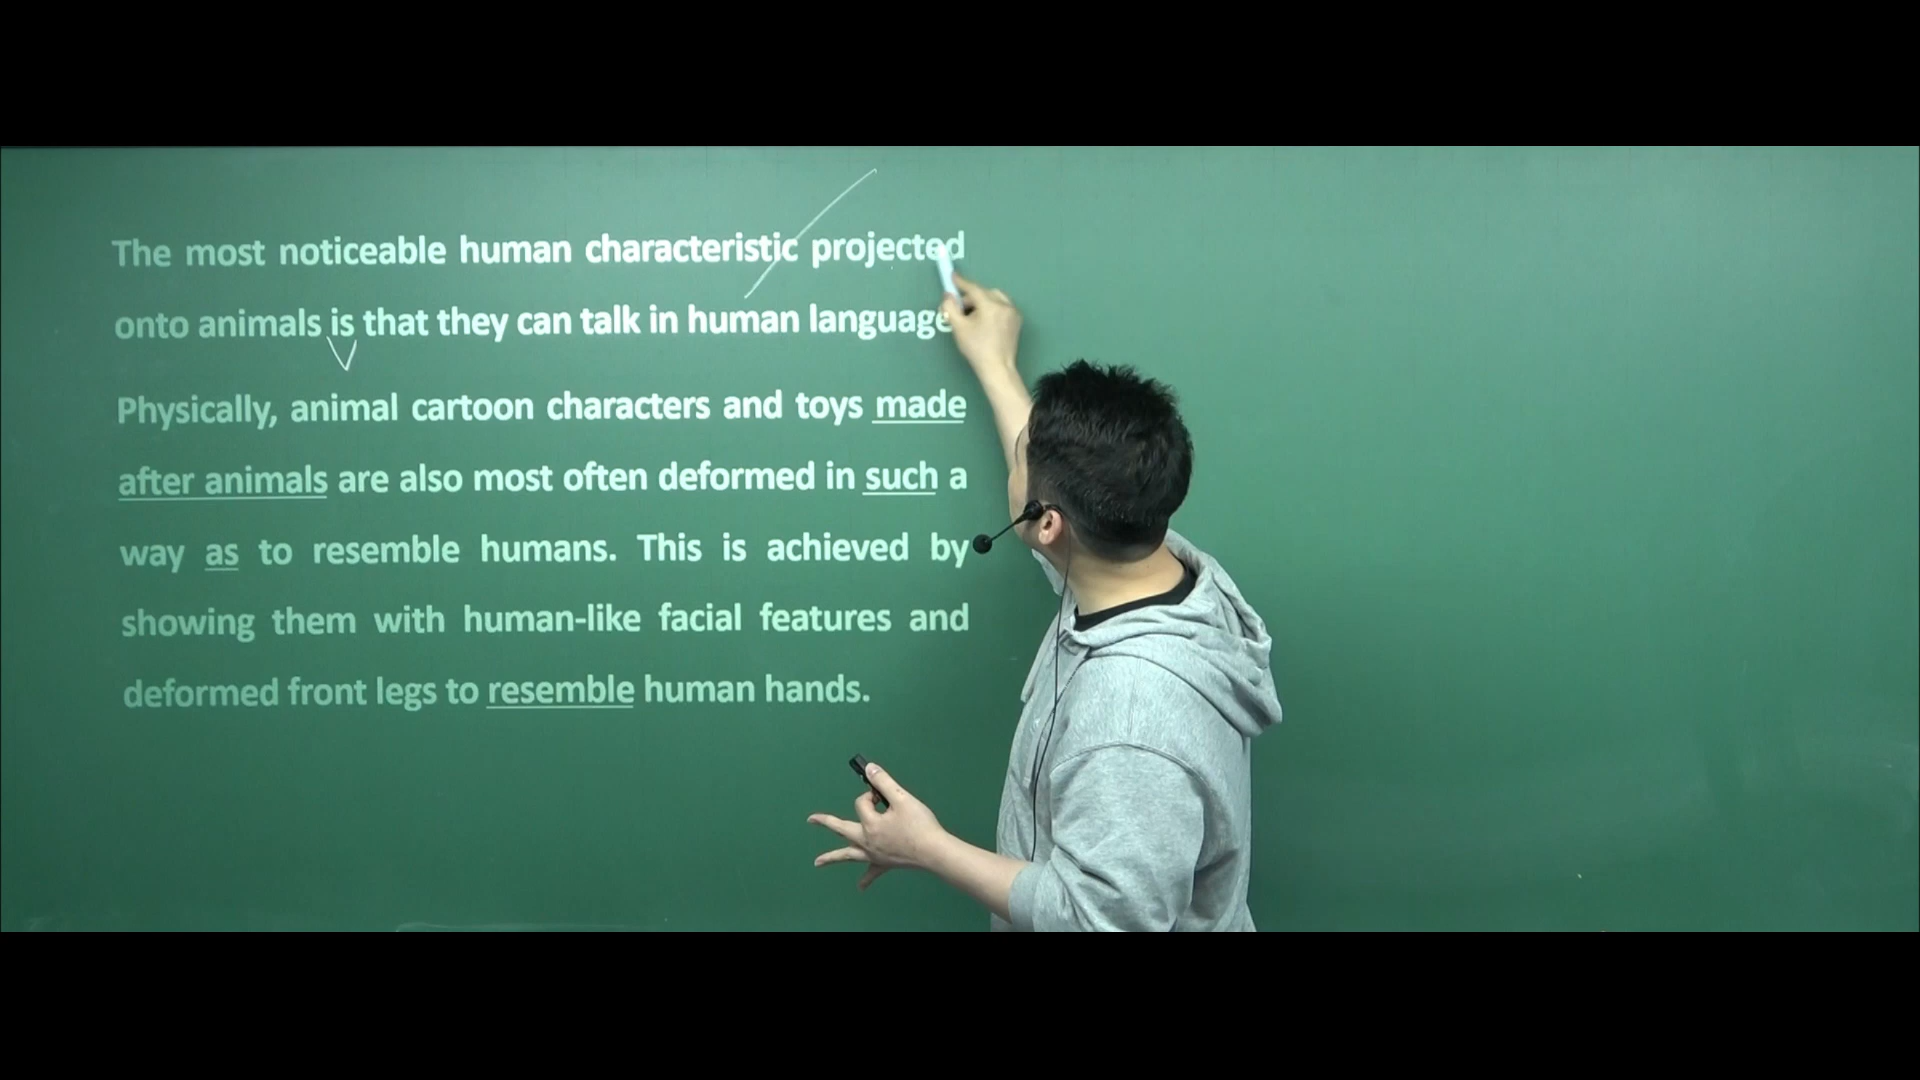 The most noticeable human characteristic projected
onto animals is that they can talk in human language
Physically, animal cartoon characters and toys made
after animals are also most often deformed in such a
way as to resemble humans. This is achieved by
showing them with human-like facial features and
deformed front legs to resemble human hands.